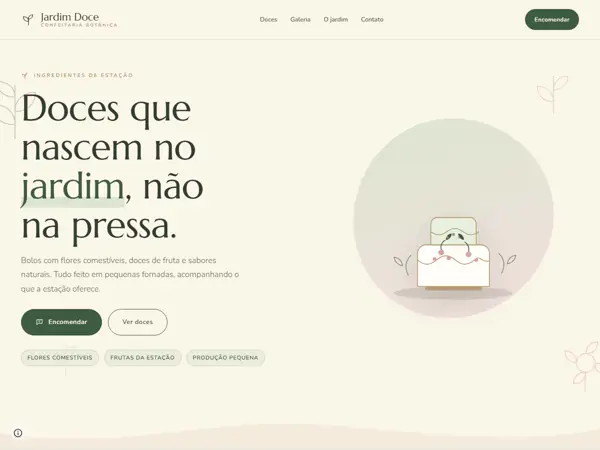 Jardim Doce
CONFEITARIA BOTÂNICA
Doces
Galeria
O jardim
Contato
Encomendar
INGREDIENTES DE ESTAÇÃO
Doces que
nascem no
jardim, não
na pressa.
Bolos com flores comestíveis, doces de fruta e sabores
naturais. Tudo feito em pequenas fornadas, acompanhando o
que a estação oferece.
Encomendar
Ver doces
FLORES COMESTÍVEIS
FRUTAS DA ESTAÇÃO
PRODUÇÃO PEQUENA